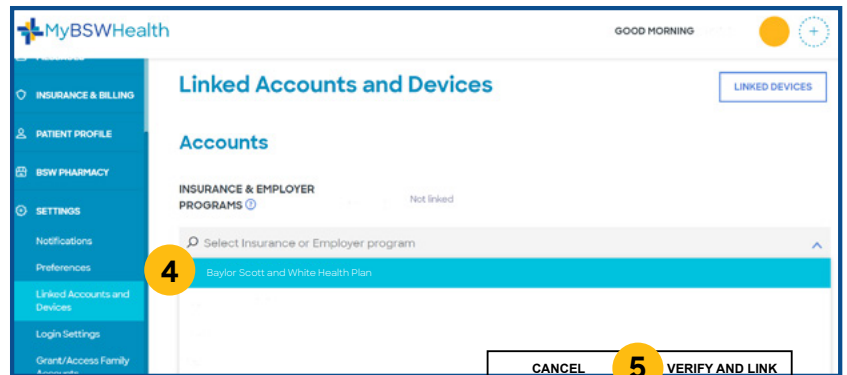 MyBSWHealth
GOOD MORNING
INSURANCE & BILLING
PATIENT PROFILE
BSW PHARMACY
SETTINGS
Notifications
Preferences
Linked Accounts and
Devices
Login Settings
Grant/Access Family
Accounts
Linked Accounts and Devices
LINKED DEVICES
Accounts
INSURANCE & EMPLOYER
PROGRAMS
Not linked
Select Insurance or Employer program
4
Baylor Scott and White Health Plan
CANCEL
5
VERIFY AND LINK